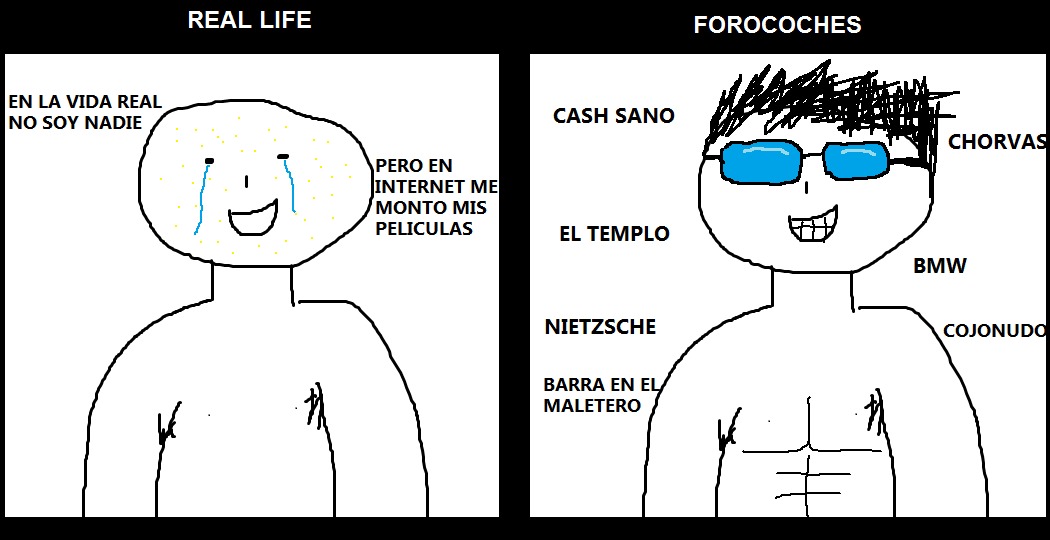 REAL LIFE
EN LA VIDA REAL
NO SOY NADIE
PERO EN
INTERNET ME
MONTO MIS
PELICULAS
FOROCOCHES
CASH SANO
CHORVAS
EL TEMPLO
BMW
NIETZSCHE
COJONUDO
BARRA EN EL
MALETERO